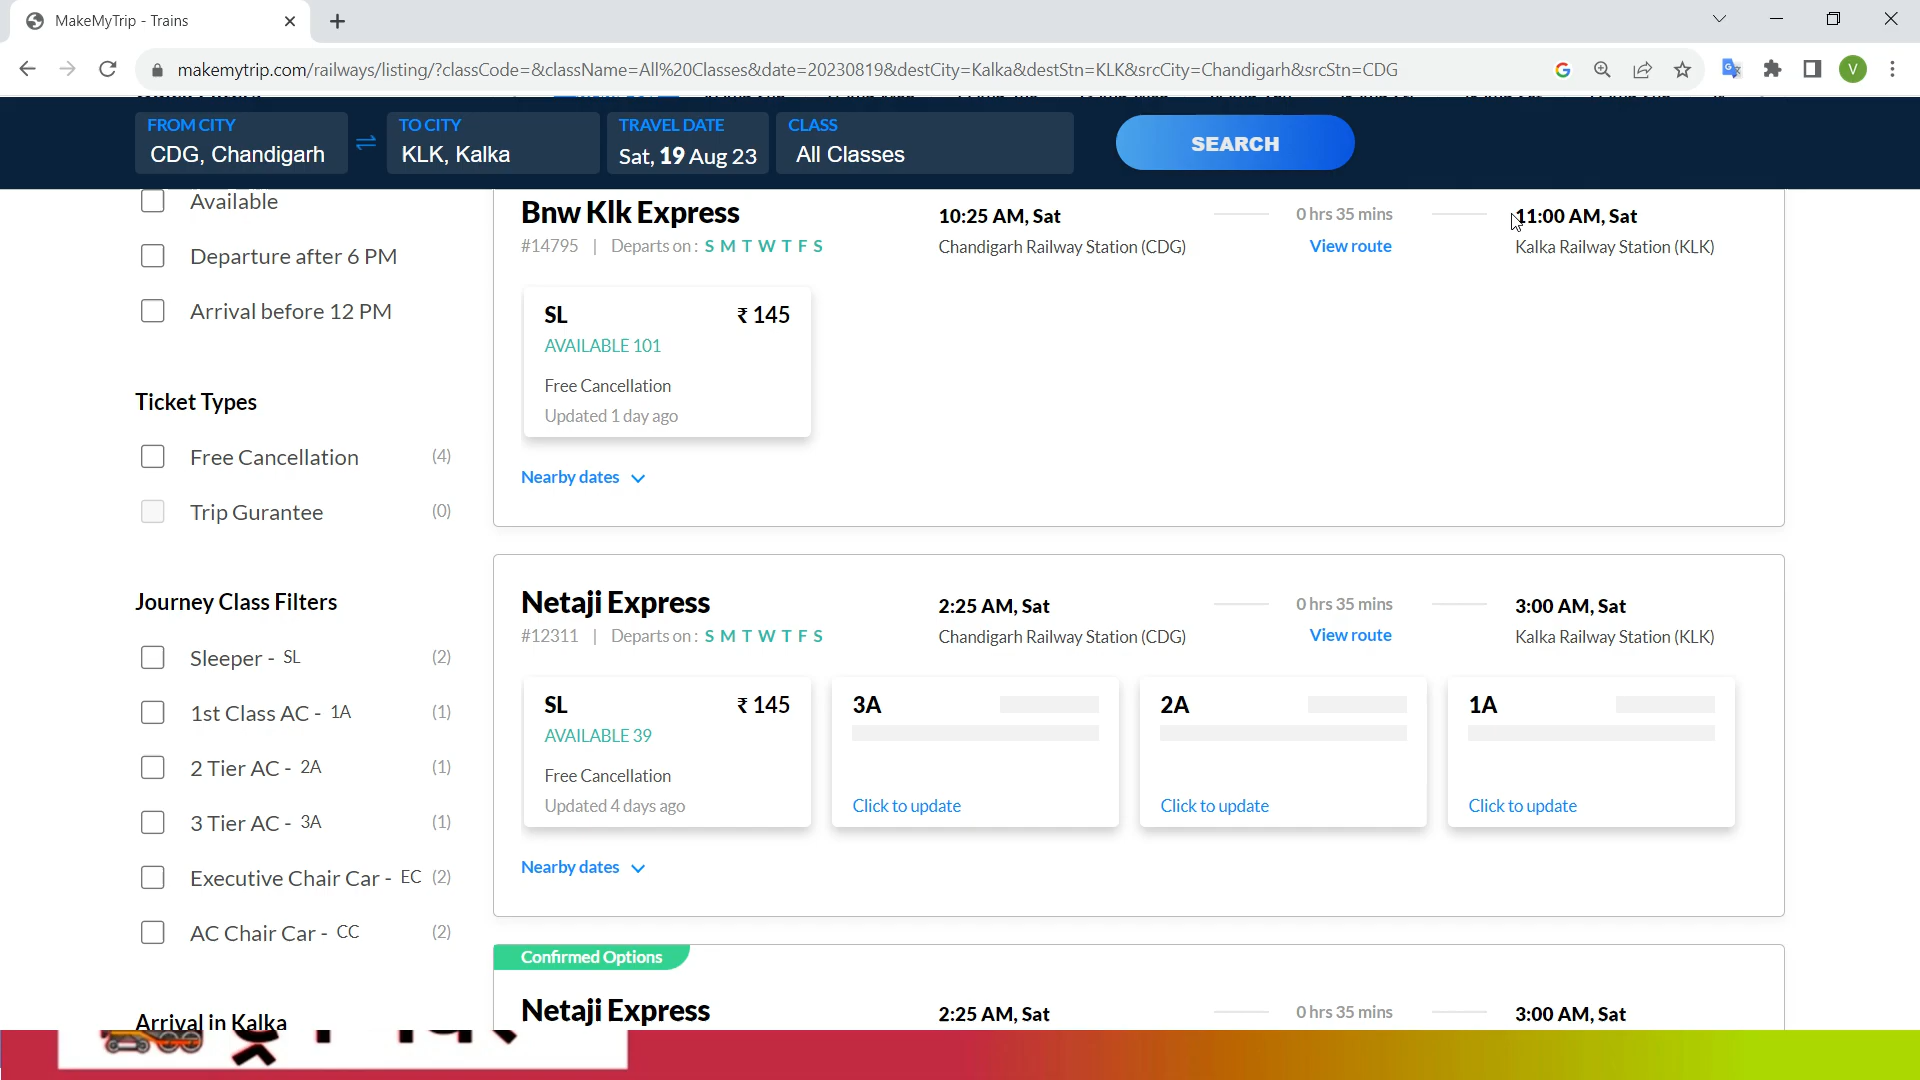 MakeMyTrip - Trains
makemytrip.com/railways/listing/?classCode=&className=All%20Classes&date=20230819&destCity=Kalka&destStn=KLK&srcCity=Chandigarh&srcStn=CDG
V
FROM CITY
CDG, Chandigarh
TO CITY
KLK, Kalka
TRAVEL DATE
Sat, 19 Aug 23
CLASS
All Classes
SEARCH
Available
Departure after 6 PM
Arrival before 12 PM
Ticket Types
Free Cancellation (4)
Trip Gurantee (0)
Journey Class Filters
Sleeper - SL (2)
1st Class AC - 1A (1)
2 Tier AC - 2A (1)
3 Tier AC - 3A (1)
Executive Chair Car - EC (2)
AC Chair Car - CC (2)
Arrival in Kalka
Bnw Klk Express
#14795 | Departs on : S M T W T F S
10:25 AM, Sat
Chandigarh Railway Station (CDG)
0 hrs 35 mins
View route
11:00 AM, Sat
Kalka Railway Station (KLK)
SL ₹ 145
AVAILABLE 101
Free Cancellation
Updated 1 day ago
Nearby dates
Netaji Express
#12311 | Departs on : S M T W T F S
2:25 AM, Sat
Chandigarh Railway Station (CDG)
0 hrs 35 mins
View route
3:00 AM, Sat
Kalka Railway Station (KLK)
SL ₹ 145
AVAILABLE 39
Free Cancellation
Updated 4 days ago
3A
Click to update
2A
Click to update
1A
Click to update
Nearby dates
Confirmed Options
Netaji Express
2:25 AM, Sat
0 hrs 35 mins
3:00 AM, Sat